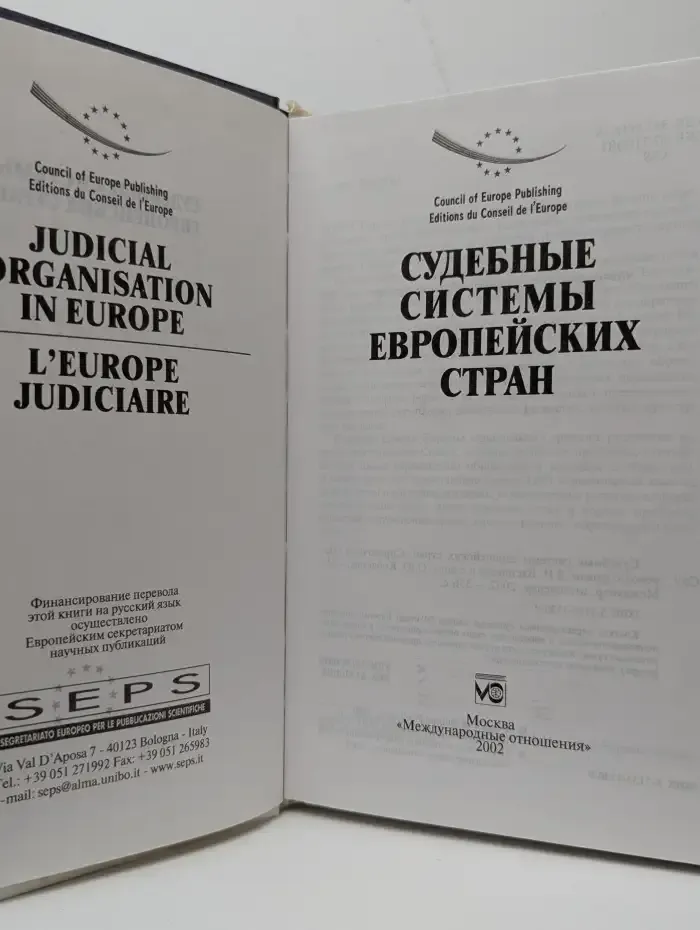 Council of Europe Publishing
Editions du Conseil de l'Europe
JUDICIAL
ORGANISATION
IN EUROPE
L'EUROPE
JUDICIAIRE
Финансирование перевода
этой книги на русский язык
осуществлено
Европейским секретариатом
научных публикаций
SEPS
SEGRETARIATO EUROPEO PER LE PUBBLICAZIONI SCIENTIFICHE
Via Val D'Aposa 7 - 40123 Bologna - Italy
Tel.: +39 051 271992 Fax: +39 051 265983
e-mail: seps@alma.unibo.it - www.seps.it
Council of Europe Publishing
Editions du Conseil de l'Europe
СУДЕБНЫЕ
СИСТЕМЫ
ЕВРОПЕЙСКИХ
СТРАН
МО
Москва
«Международные отношения»
2002